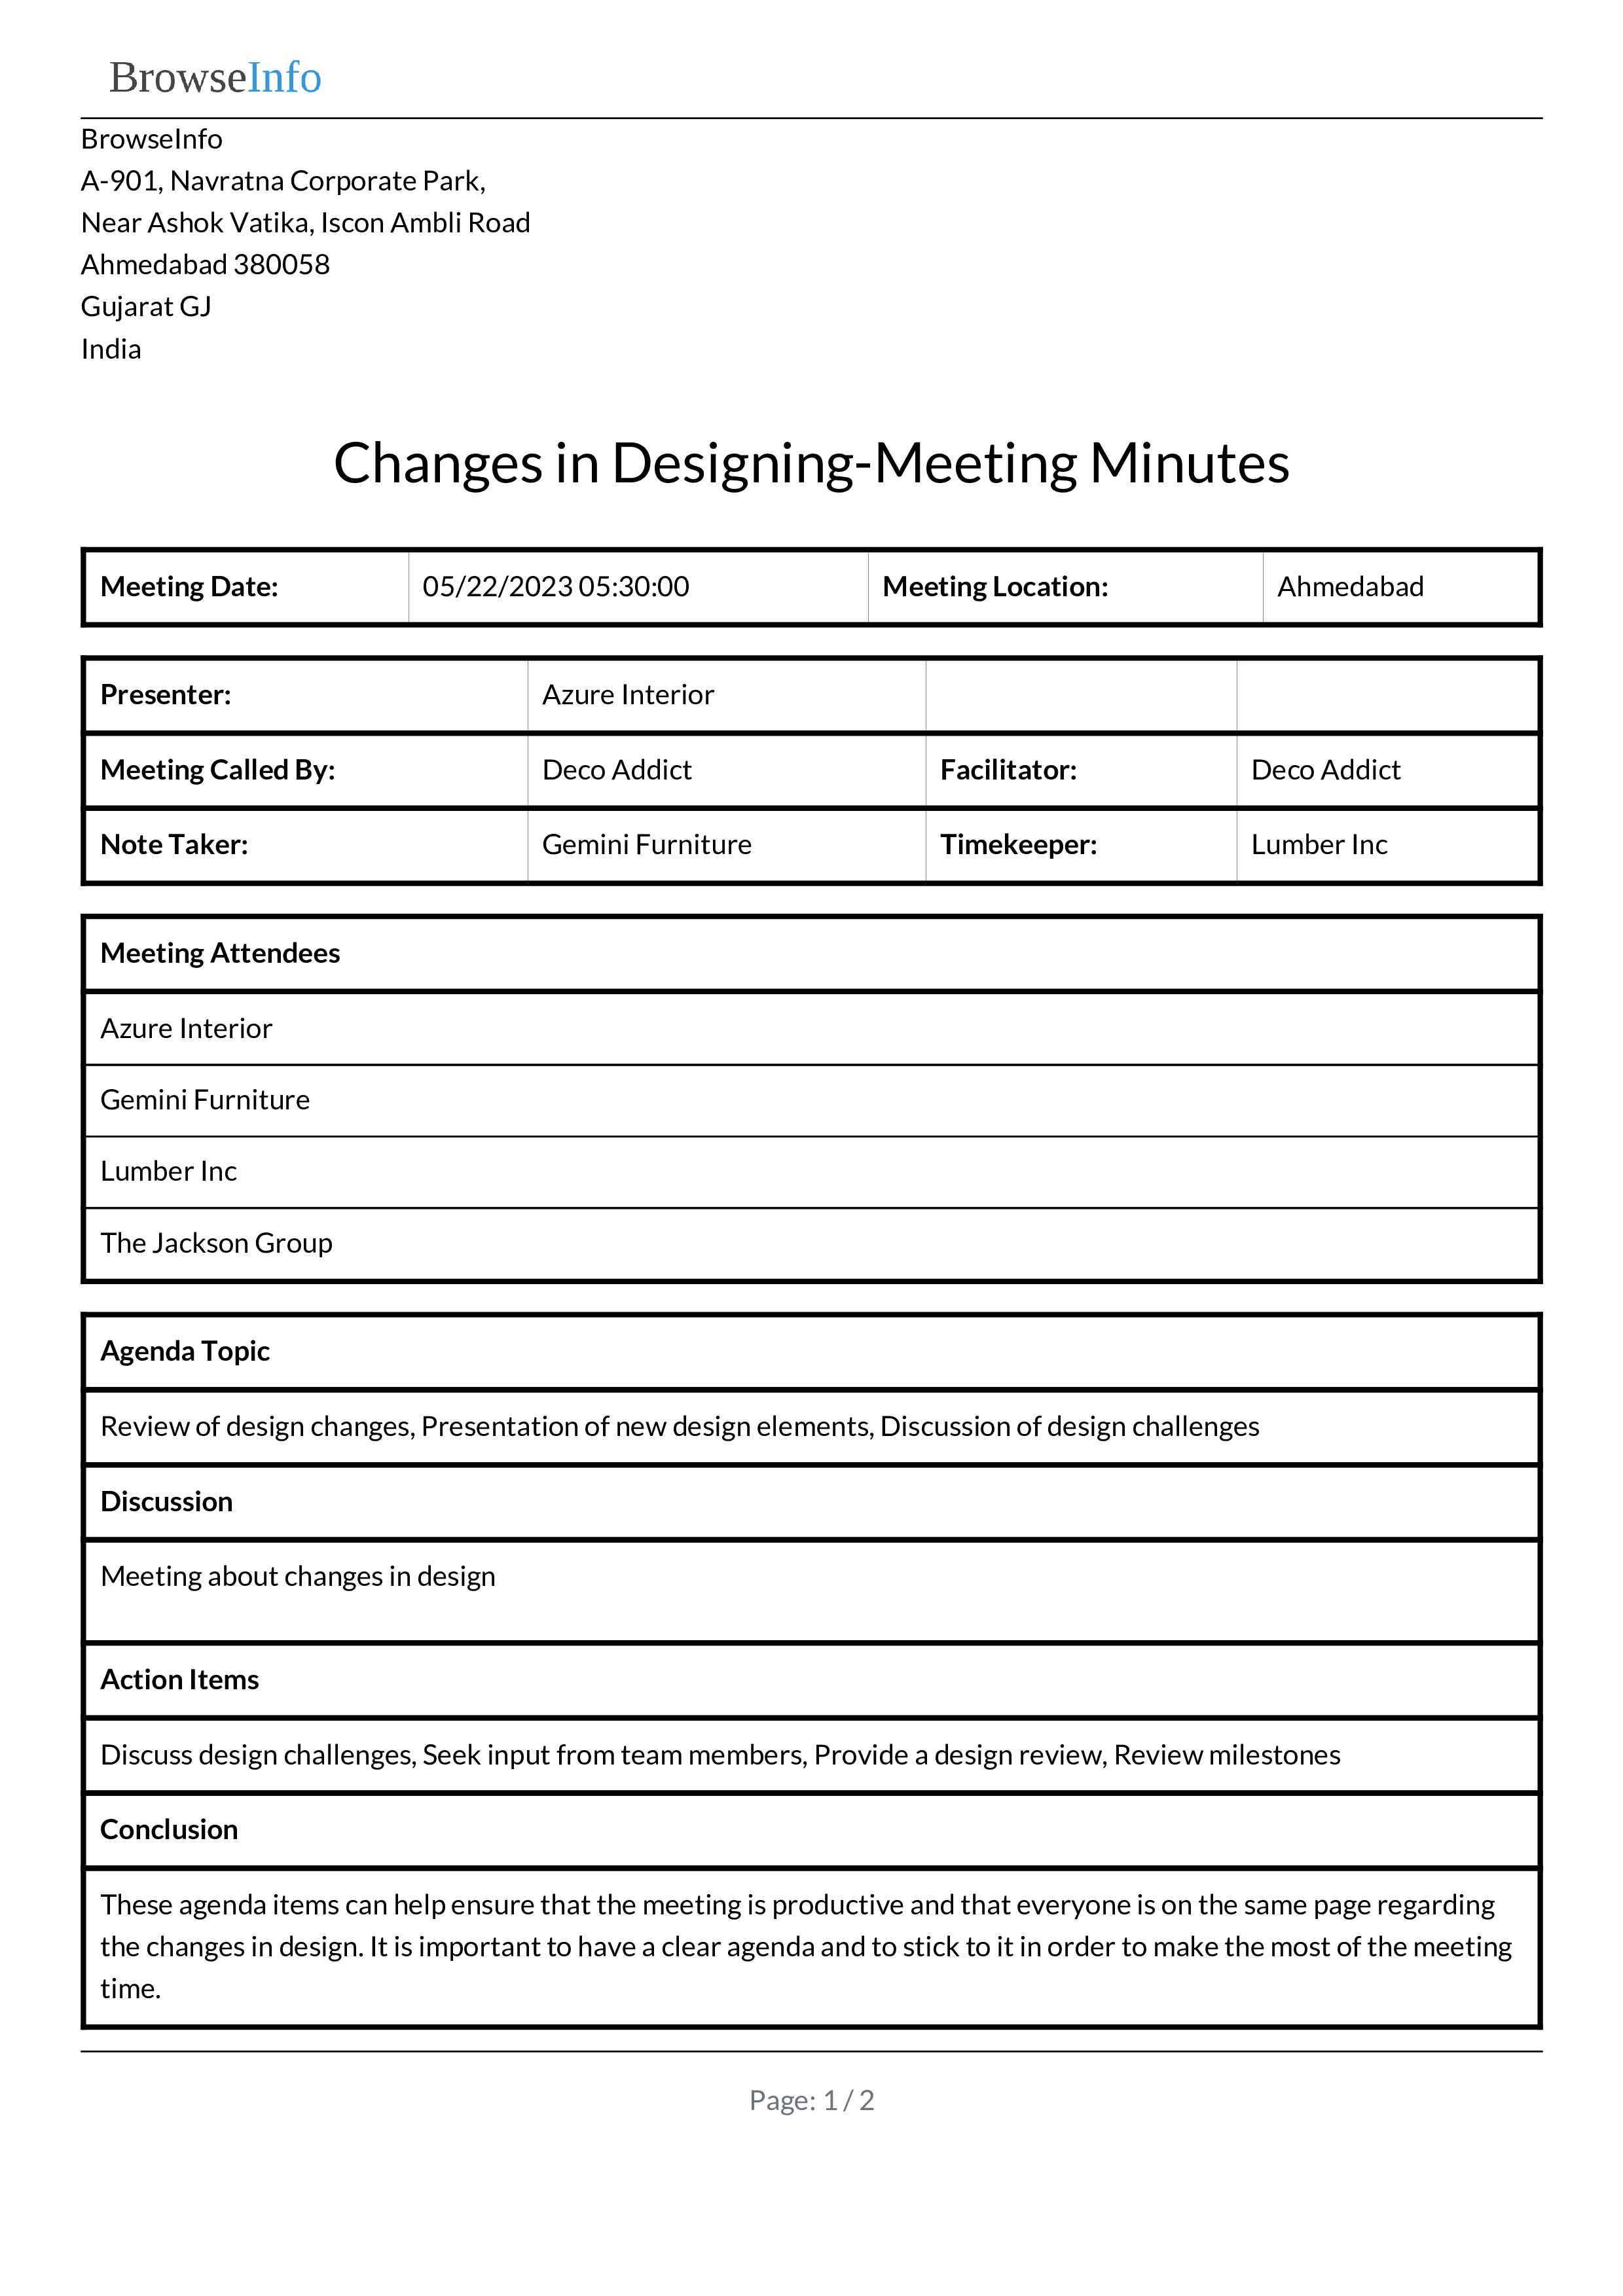 BrowseInfo
BrowseInfo
A-901, Navratna Corporate Park,
Near Ashok Vatika, Iscon Ambli Road
Ahmedabad 380058
Gujarat GJ
India
Changes in Designing-Meeting Minutes
Meeting Date: 05/22/2023 05:30:00 Meeting Location: Ahmedabad
Presenter: Azure Interior
Meeting Called By: Deco Addict Facilitator: Deco Addict
Note Taker: Gemini Furniture Timekeeper: Lumber Inc
Meeting Attendees
Azure Interior
Gemini Furniture
Lumber Inc
The Jackson Group
Agenda Topic
Review of design changes, Presentation of new design elements, Discussion of design challenges
Discussion
Meeting about changes in design
Action Items
Discuss design challenges, Seek input from team members, Provide a design review, Review milestones
Conclusion
These agenda items can help ensure that the meeting is productive and that everyone is on the same page regarding
the changes in design. It is important to have a clear agenda and to stick to it in order to make the most of the meeting
time.
Page: 1 / 2